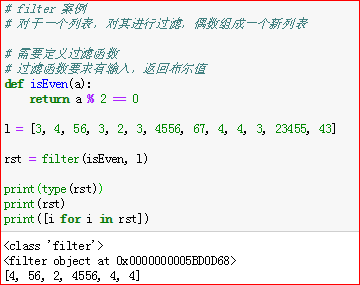 # filter 案例
# 对于一个列表，对其进行过滤，偶数组成一个新列表
# 需要定义过滤函数
# 过滤函数要求有输入，返回布尔值
def isEven(a):
    return a % 2 == 0
l = [3, 4, 56, 3, 2, 3, 4556, 67, 4, 4, 3, 23455, 43]
rst = filter(isEven, l)
print(type(rst))
print(rst)
print([i for i in rst])
<class 'filter'>
<filter object at 0x0000000005BD0D68>
[4, 56, 2, 4556, 4, 4]